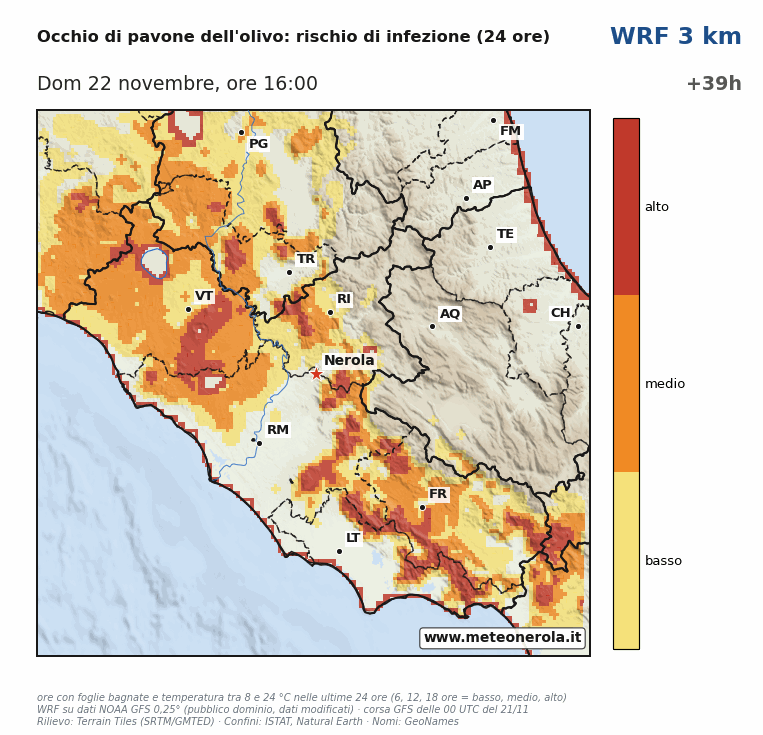 Occhio di pavone dell'olivo: rischio di infezione (24 ore)
WRF 3 km
Dom 22 novembre, ore 16:00
+39h
FM
PG
AP
TE
TR
VT
RI
AQ
CH
Nerola
RM
FR
LT
alto
medio
basso
www.meteonerola.it
ore con foglie bagnate e temperatura tra 8 e 24 °C nelle ultime 24 ore (6, 12, 18 ore = basso, medio, alto)
WRF su dati NOAA GFS 0,25° (pubblico dominio, dati modificati) · corsa GFS delle 00 UTC del 21/11
Rilievo: Terrain Tiles (SRTM/GMTED) · Confini: ISTAT, Natural Earth · Nomi: GeoNames